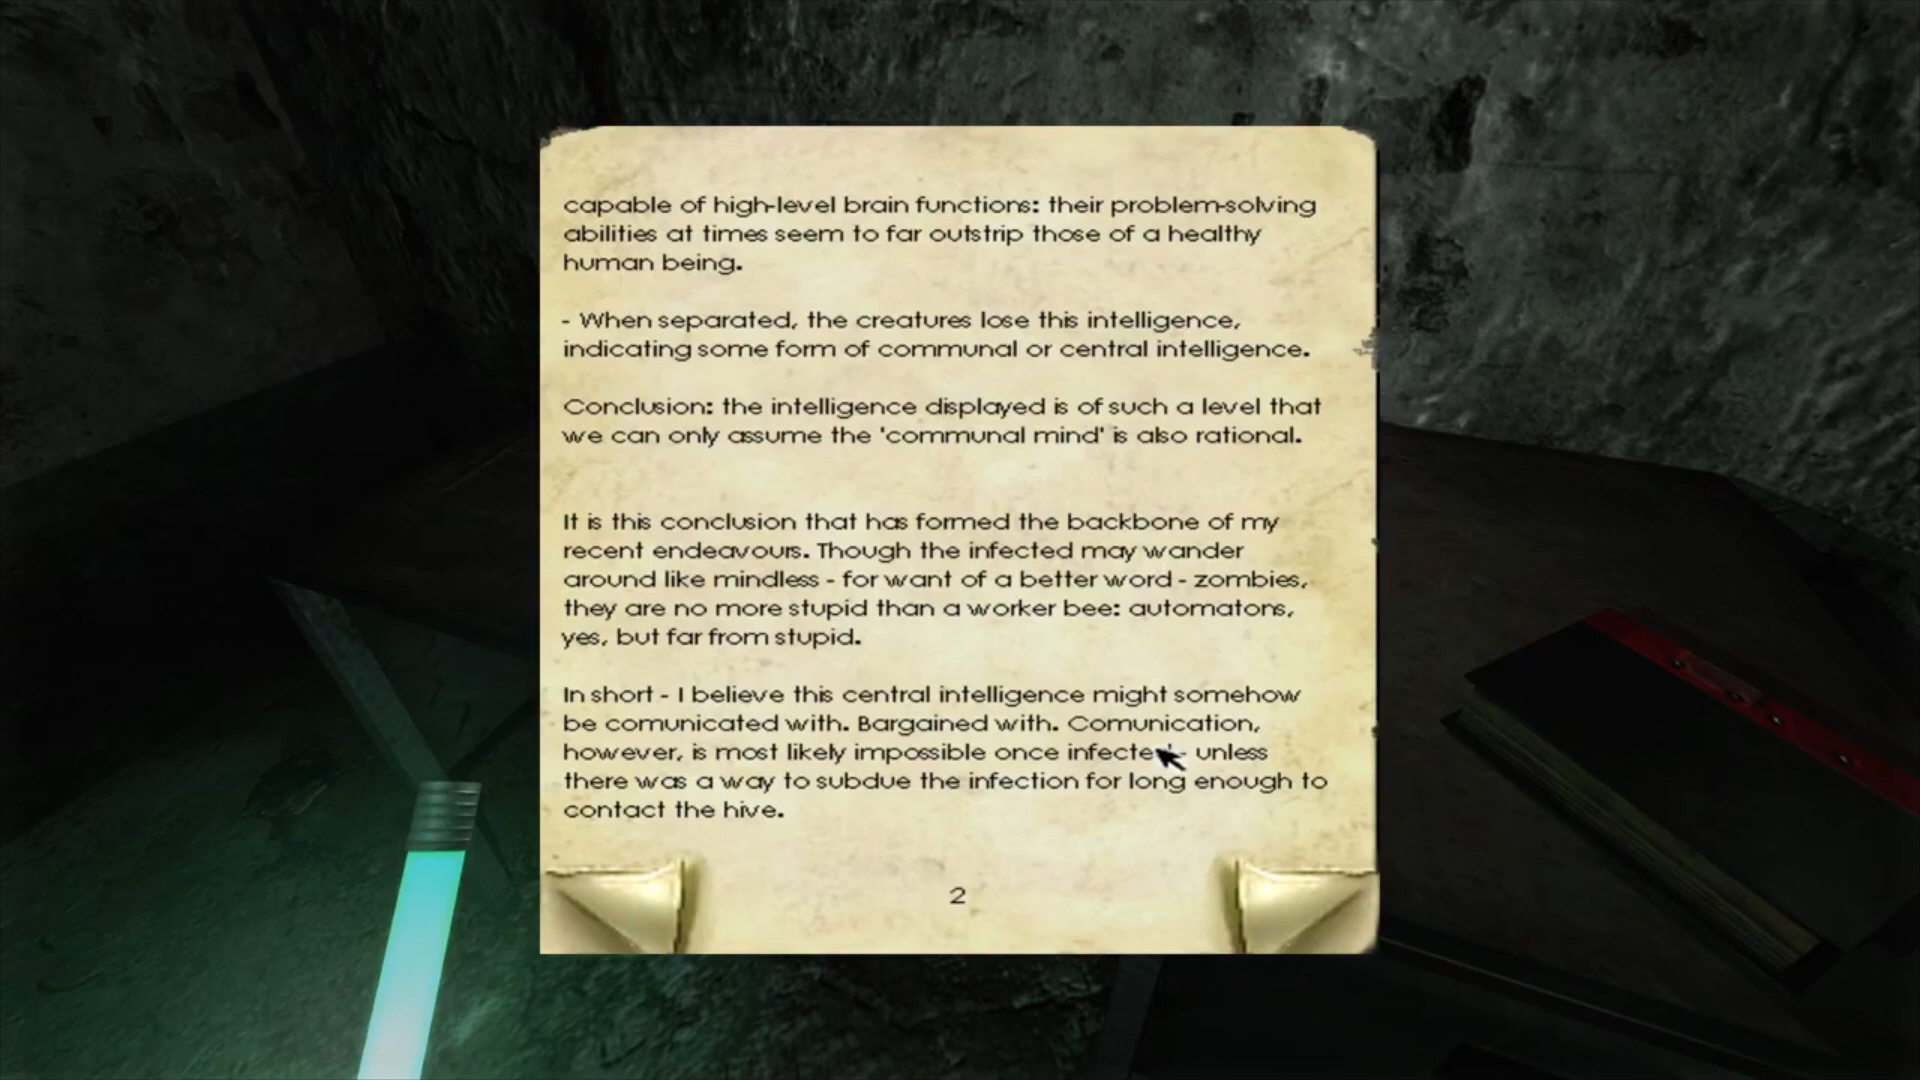 capable of high-level brain functions: their problem-solving
abilities at times seem to far outstrip those of a healthy
human being.
- When separated, the creatures lose this intelligence,
indicating some form of communal or central intelligence.
Conclusion: the intelligence displayed is of such a level that
we can only assume the 'communal mind' is also rational.
It is this conclusion that has formed the backbone of my
recent endeavours. Though the infected may wander
around like mindless - for want of a better word - zombies,
they are no more stupid than a worker bee: automatons,
yes, but far from stupid.
In short - I believe this central intelligence might somehow
be comunicated with. Bargained with. Comunication,
however, is most likely impossible once infected - unless
there was a way to subdue the infection for long enough to
contact the hive.
2